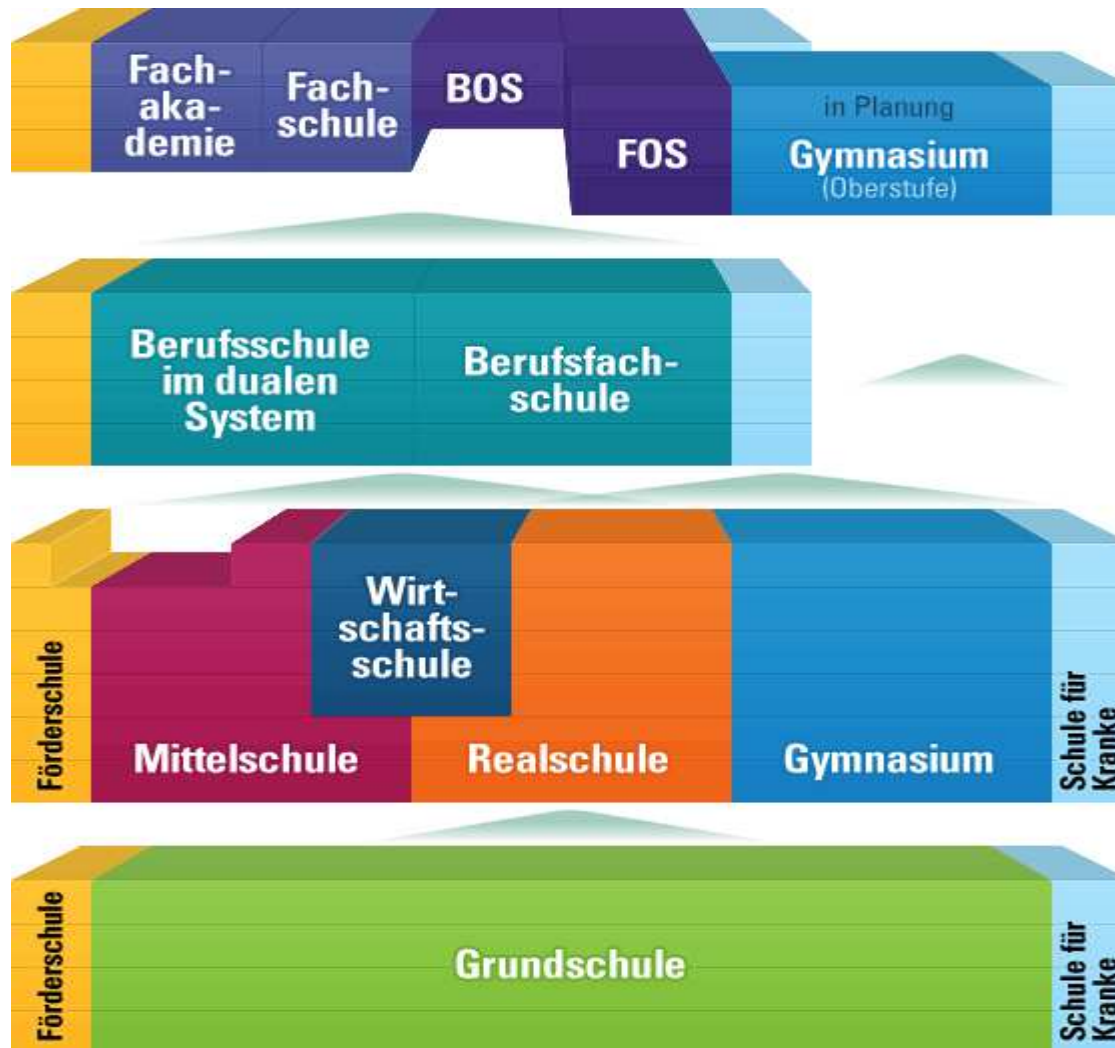 Fach-
aka-
demie
Fach-
schule
BOS
FOS
in Planung
Gymnasium
(Oberstufe)
Berufsschule
im dualen
System
Berufsfach-
schule
Förderschule
Mittelschule
Wirt-
schafts-
schule
Realschule
Gymnasium
Schule für
Kranke
Förderschule
Grundschule
Schule für
Kranke